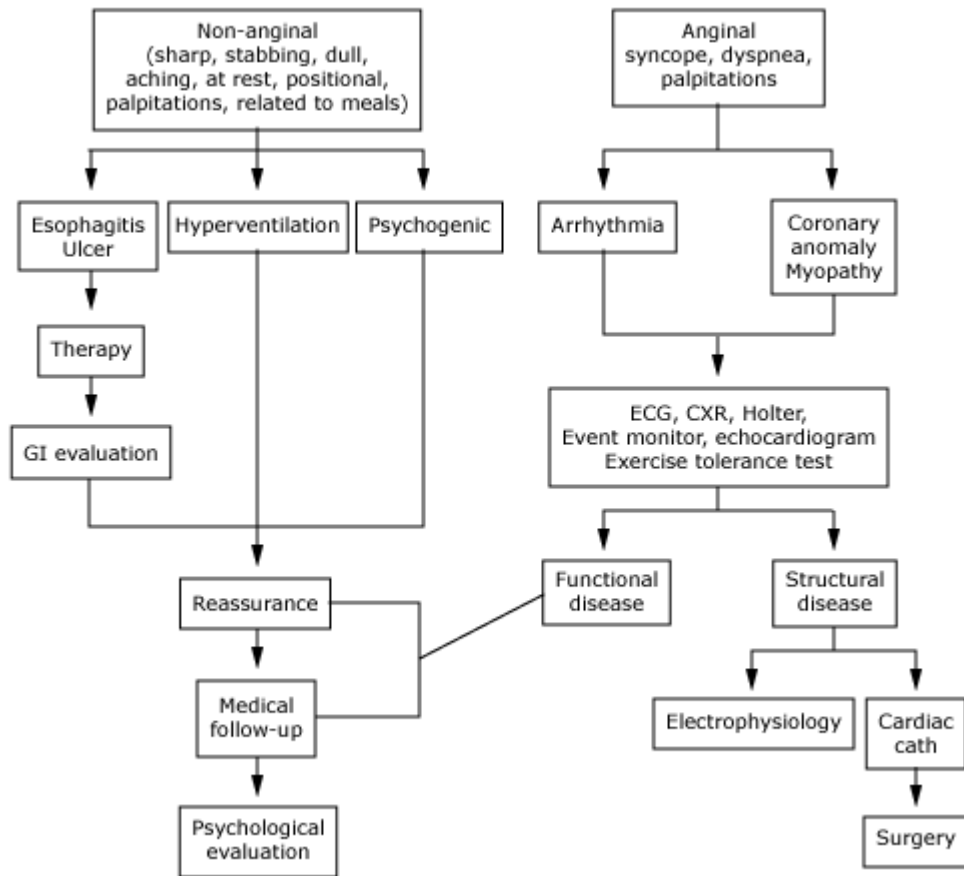 Non-anginal
(sharp, stabbing, dull,
aching, at rest, positional,
palpitations, related to meals)
Anginal
syncope, dyspnea,
palpitations
Esophagitis
Ulcer
Hyperventilation
Psychogenic
Arrhythmia
Coronary
anomaly
Myopathy
Therapy
GI evaluation
ECG, CXR, Holter,
Event monitor, echocardiogram
Exercise tolerance test
Reassurance
Functional
disease
Structural
disease
Medical
follow-up
Electrophysiology
Cardiac
cath
Psychological
evaluation
Surgery